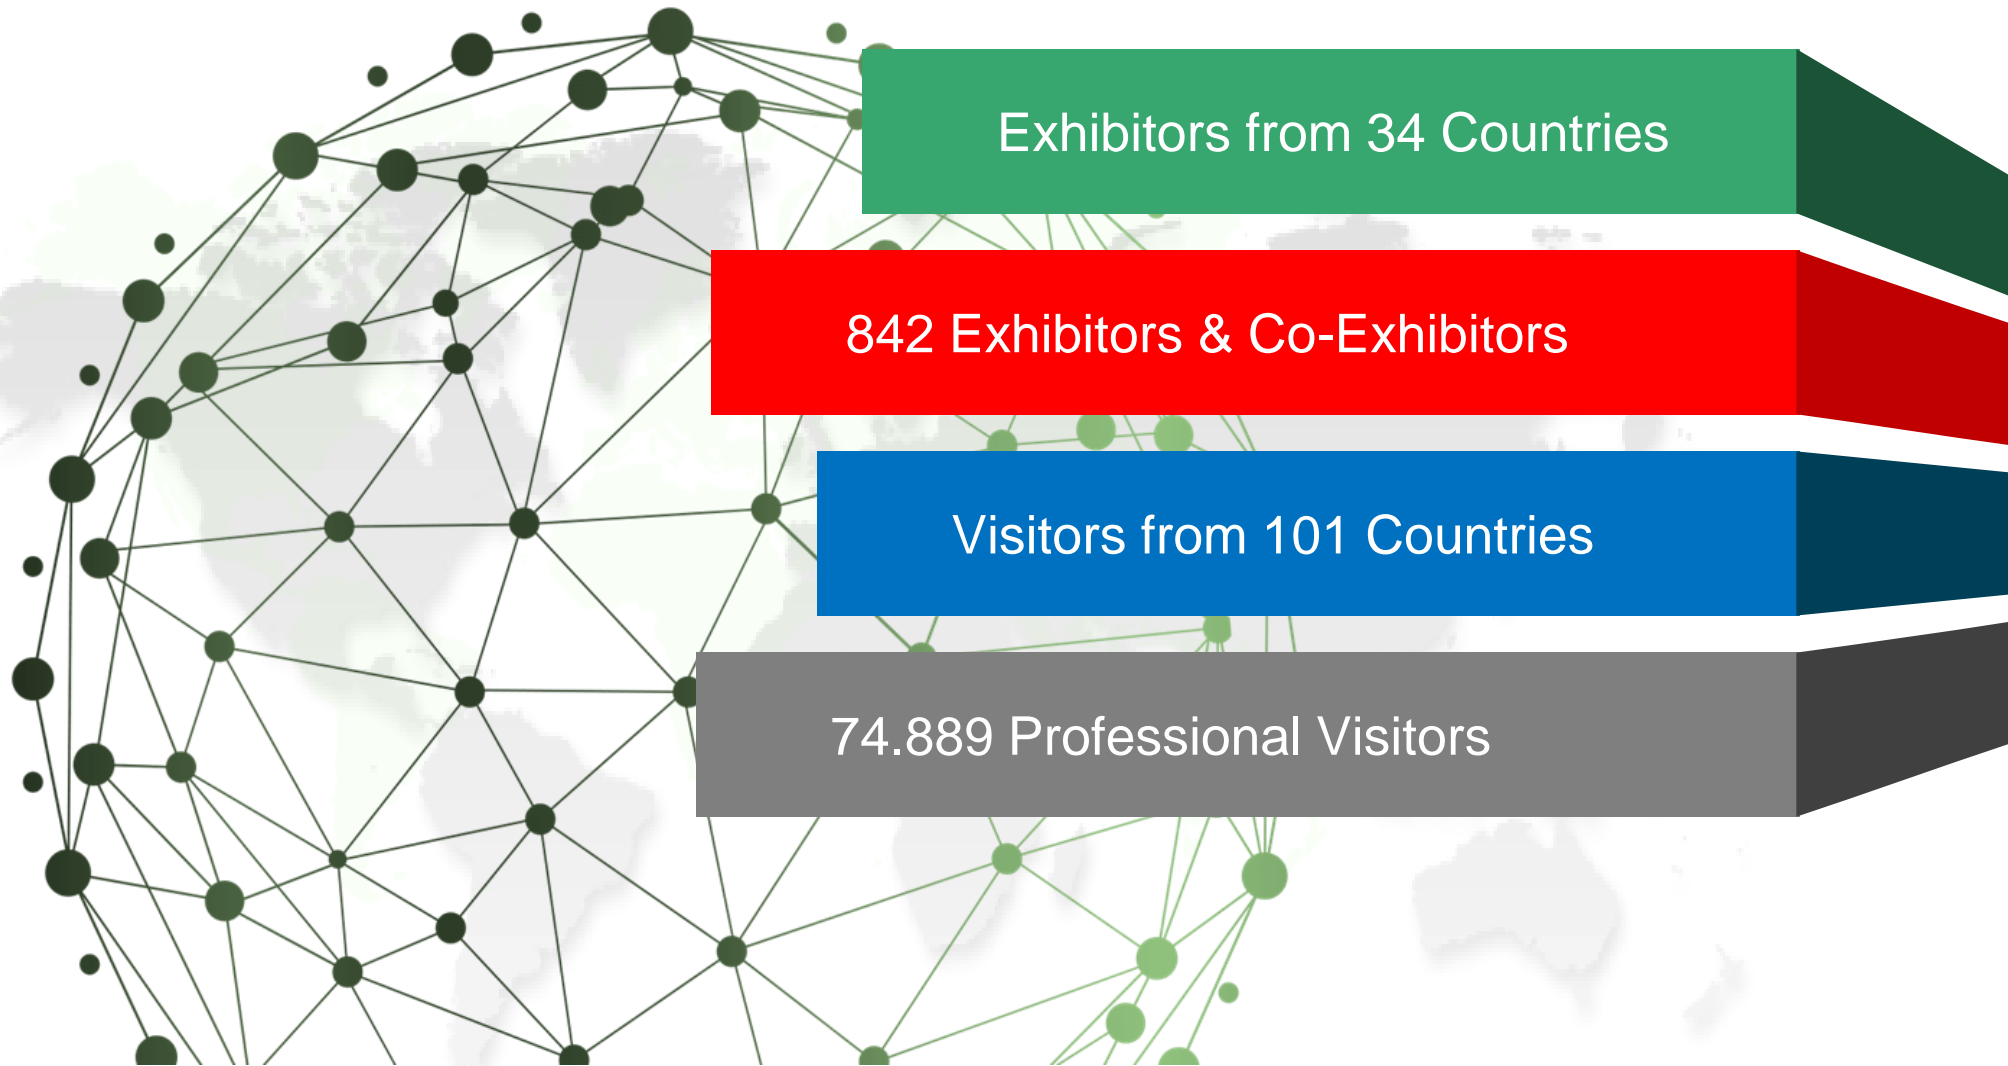 Exhibitors from 34 Countries
842 Exhibitors & Co-Exhibitors
Visitors from 101 Countries
74.889 Professional Visitors